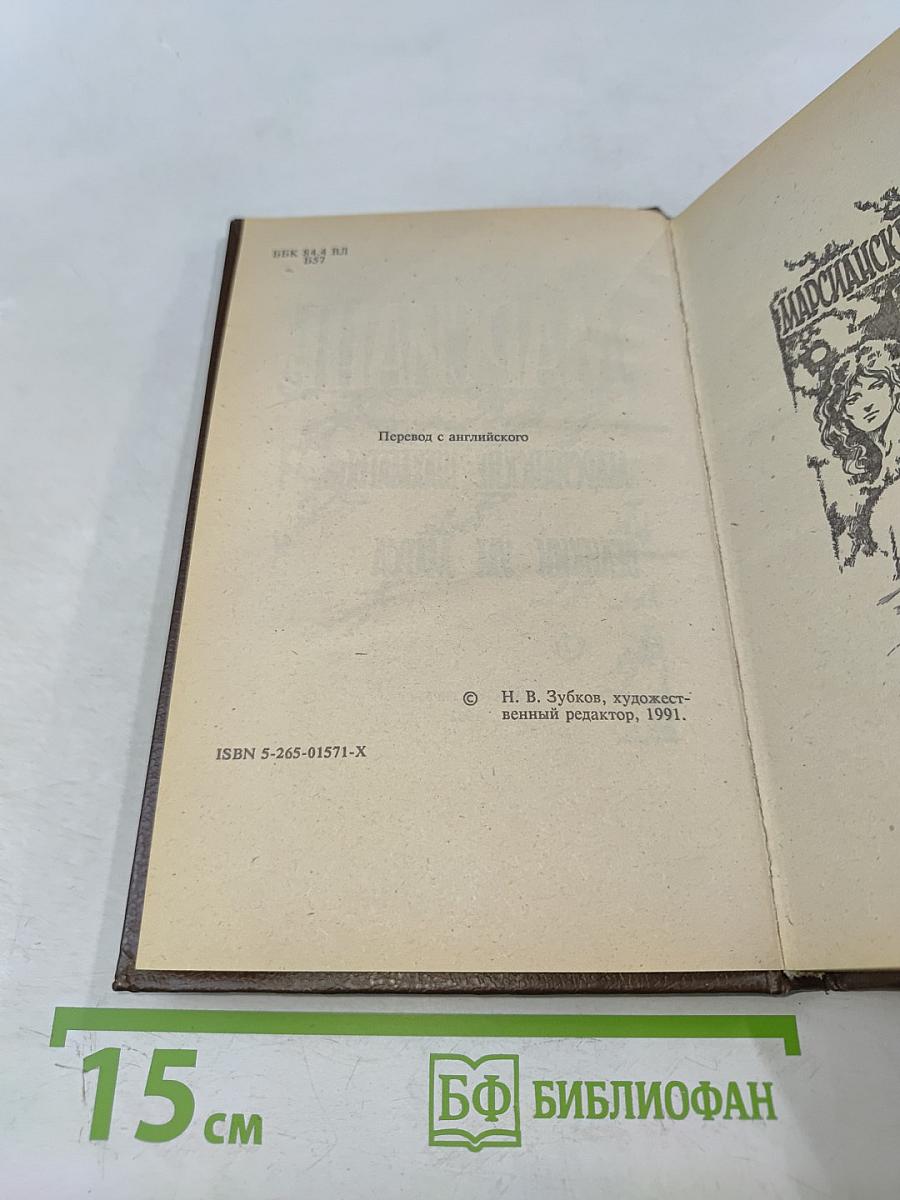 ББК 84.4 ВЛ
Б57
Перевод с английского
© Н. В. Зубков, художест-
венный редактор, 1991.
ISBN 5-265-01571-X
МАРСИАНСК
15 см
БФ БИБЛИОФАН